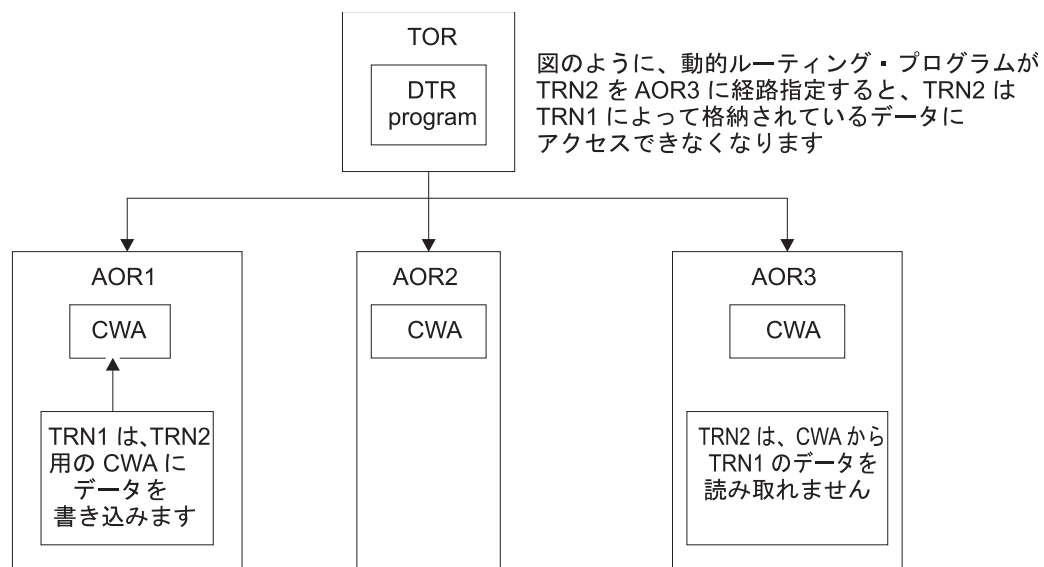 TOR
DTR
program
図のように、動的ルーティング・プログラムが
TRN2 を AOR3 に経路指定すると、TRN2 は
TRN1 によって格納されているデータに
アクセスできなくなります
AOR1
CWA
TRN1 は、TRN2
用の CWA に
データを
書き込みます
AOR2
CWA
AOR3
CWA
TRN2 は、CWA から
TRN1 のデータを
読み取れません